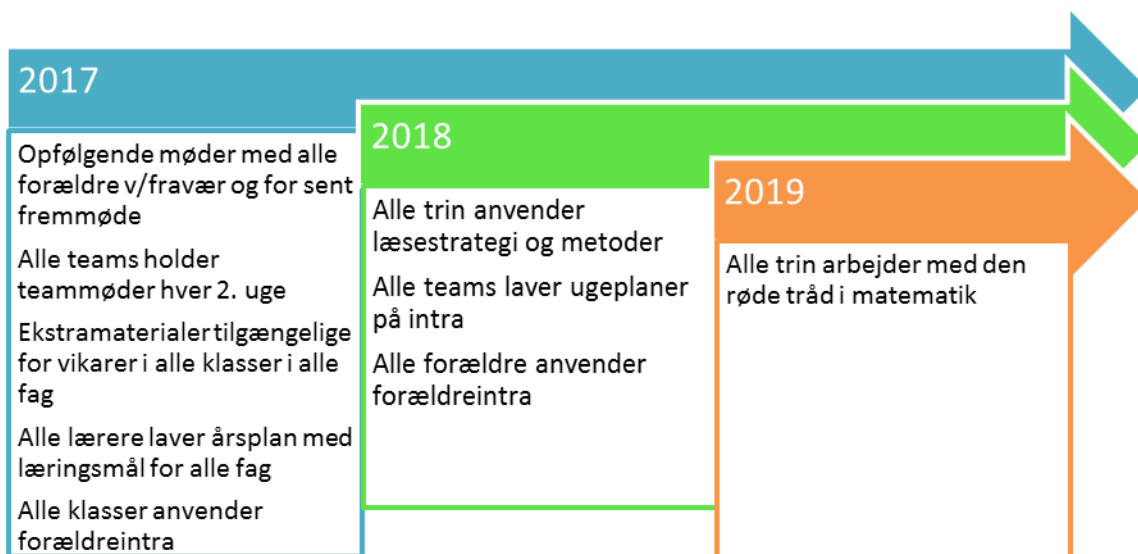 2017
Opfølgende møder med alle
forældre v/fravær og for sent
fremmøde
Alle teams holder
teammøder hver 2. uge
Ekstramaterialer tilgængelige
for vikarer i alle klasser i alle
fag
Alle lærere laver årsplan med
læringsmål for alle fag
Alle klasser anvender
forældreintra
2018
Alle trin anvender
læsestrategi og metoder
Alle teams laver ugeplaner
på intra
Alle forældre anvender
forældreintra
2019
Alle trin arbejder med den
røde tråd i matematik